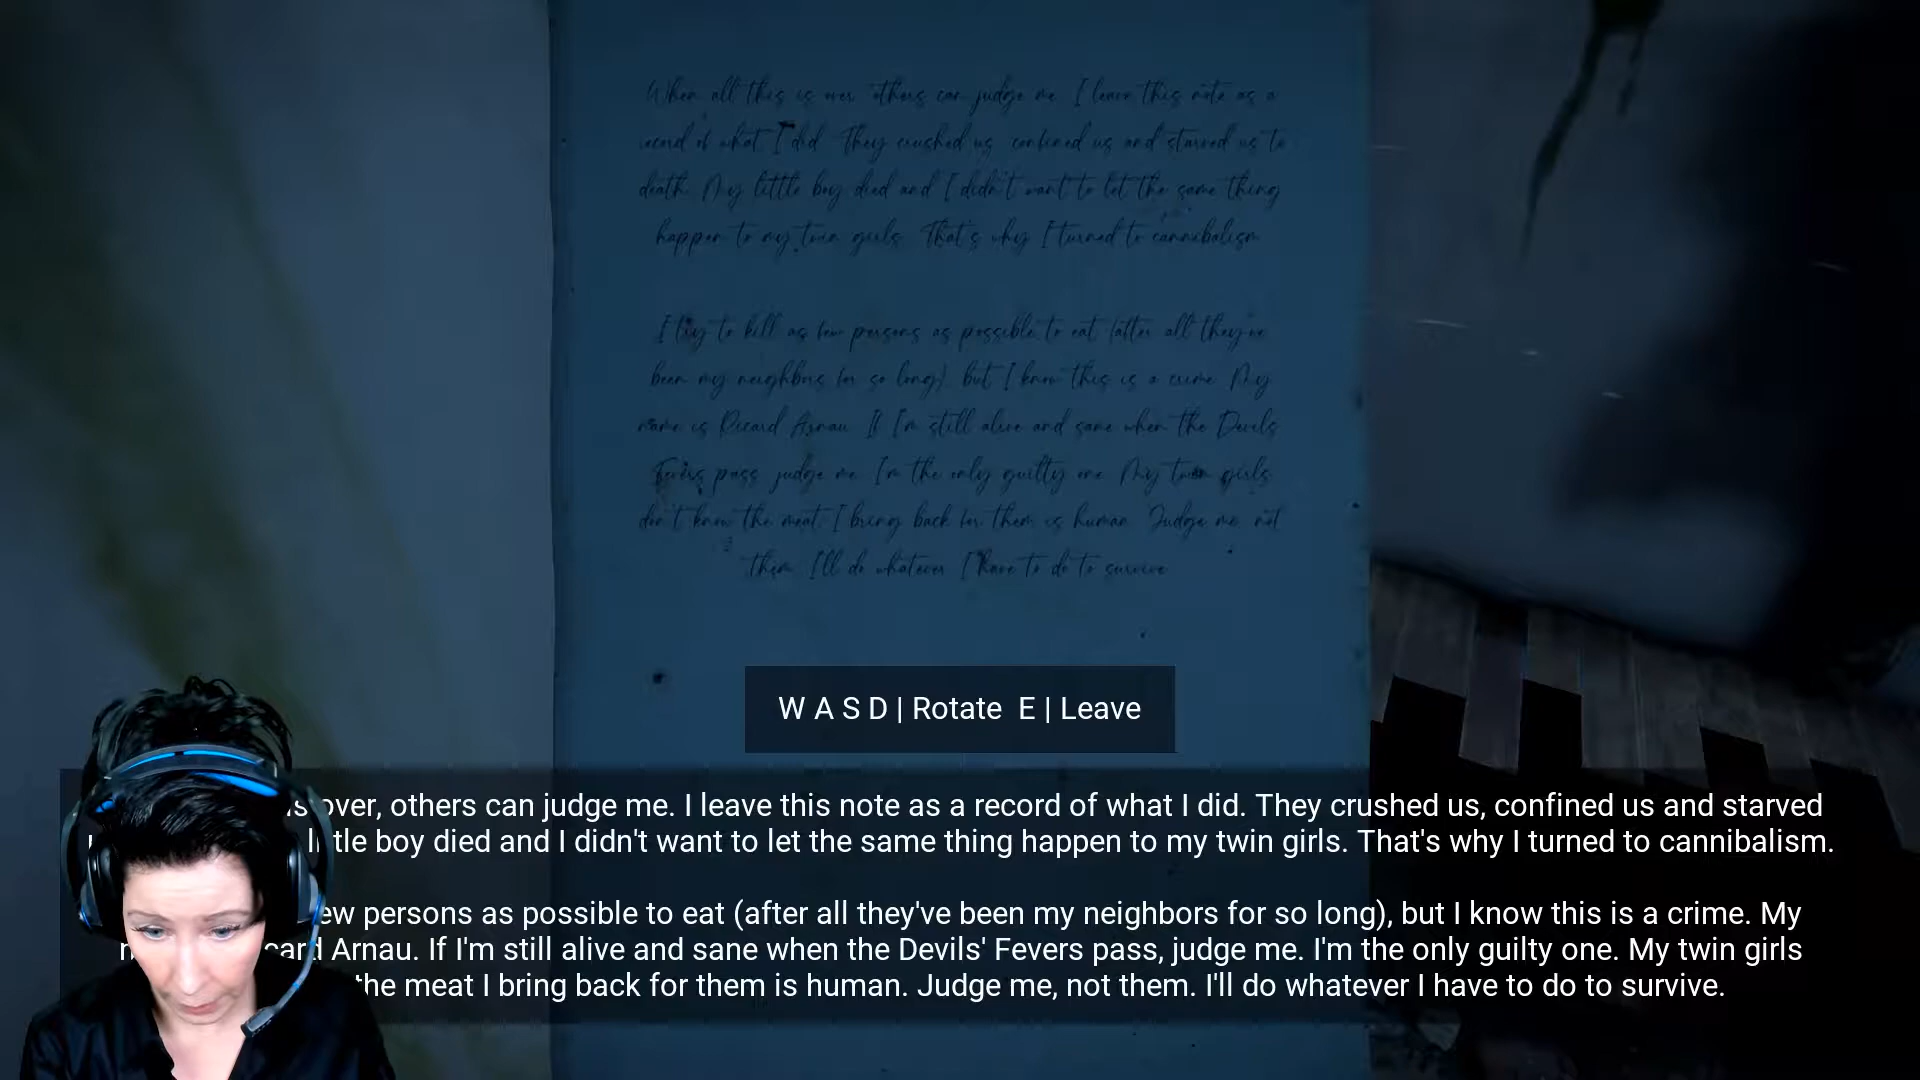 When all this is over others can judge me I leave this note as a
record of what I did They crushed us confined us and starved us to
death. My little boy died and I didn't want to let the same thing
happen to my twin girls That's why I turned to cannibalism
I try to kill as few persons as possible to eat (after all they've
been my neighbors for so long) but I know this is a crime My
name is Ricard Arnau If I'm still alive and sane when the Devils
Fevers pass judge me I'm the only guilty one My twin girls
don't know the meat I bring back for them is human Judge me not
them I'll do whatever I have to do to survive
W A S D | Rotate E | Leave
is over, others can judge me. I leave this note as a record of what I did. They crushed us, confined us and starved
little boy died and I didn't want to let the same thing happen to my twin girls. That's why I turned to cannibalism.
few persons as possible to eat (after all they've been my neighbors for so long), but I know this is a crime. My
Arnau. If I'm still alive and sane when the Devils' Fevers pass, judge me. I'm the only guilty one. My twin girls
the meat I bring back for them is human. Judge me, not them. I'll do whatever I have to do to survive.